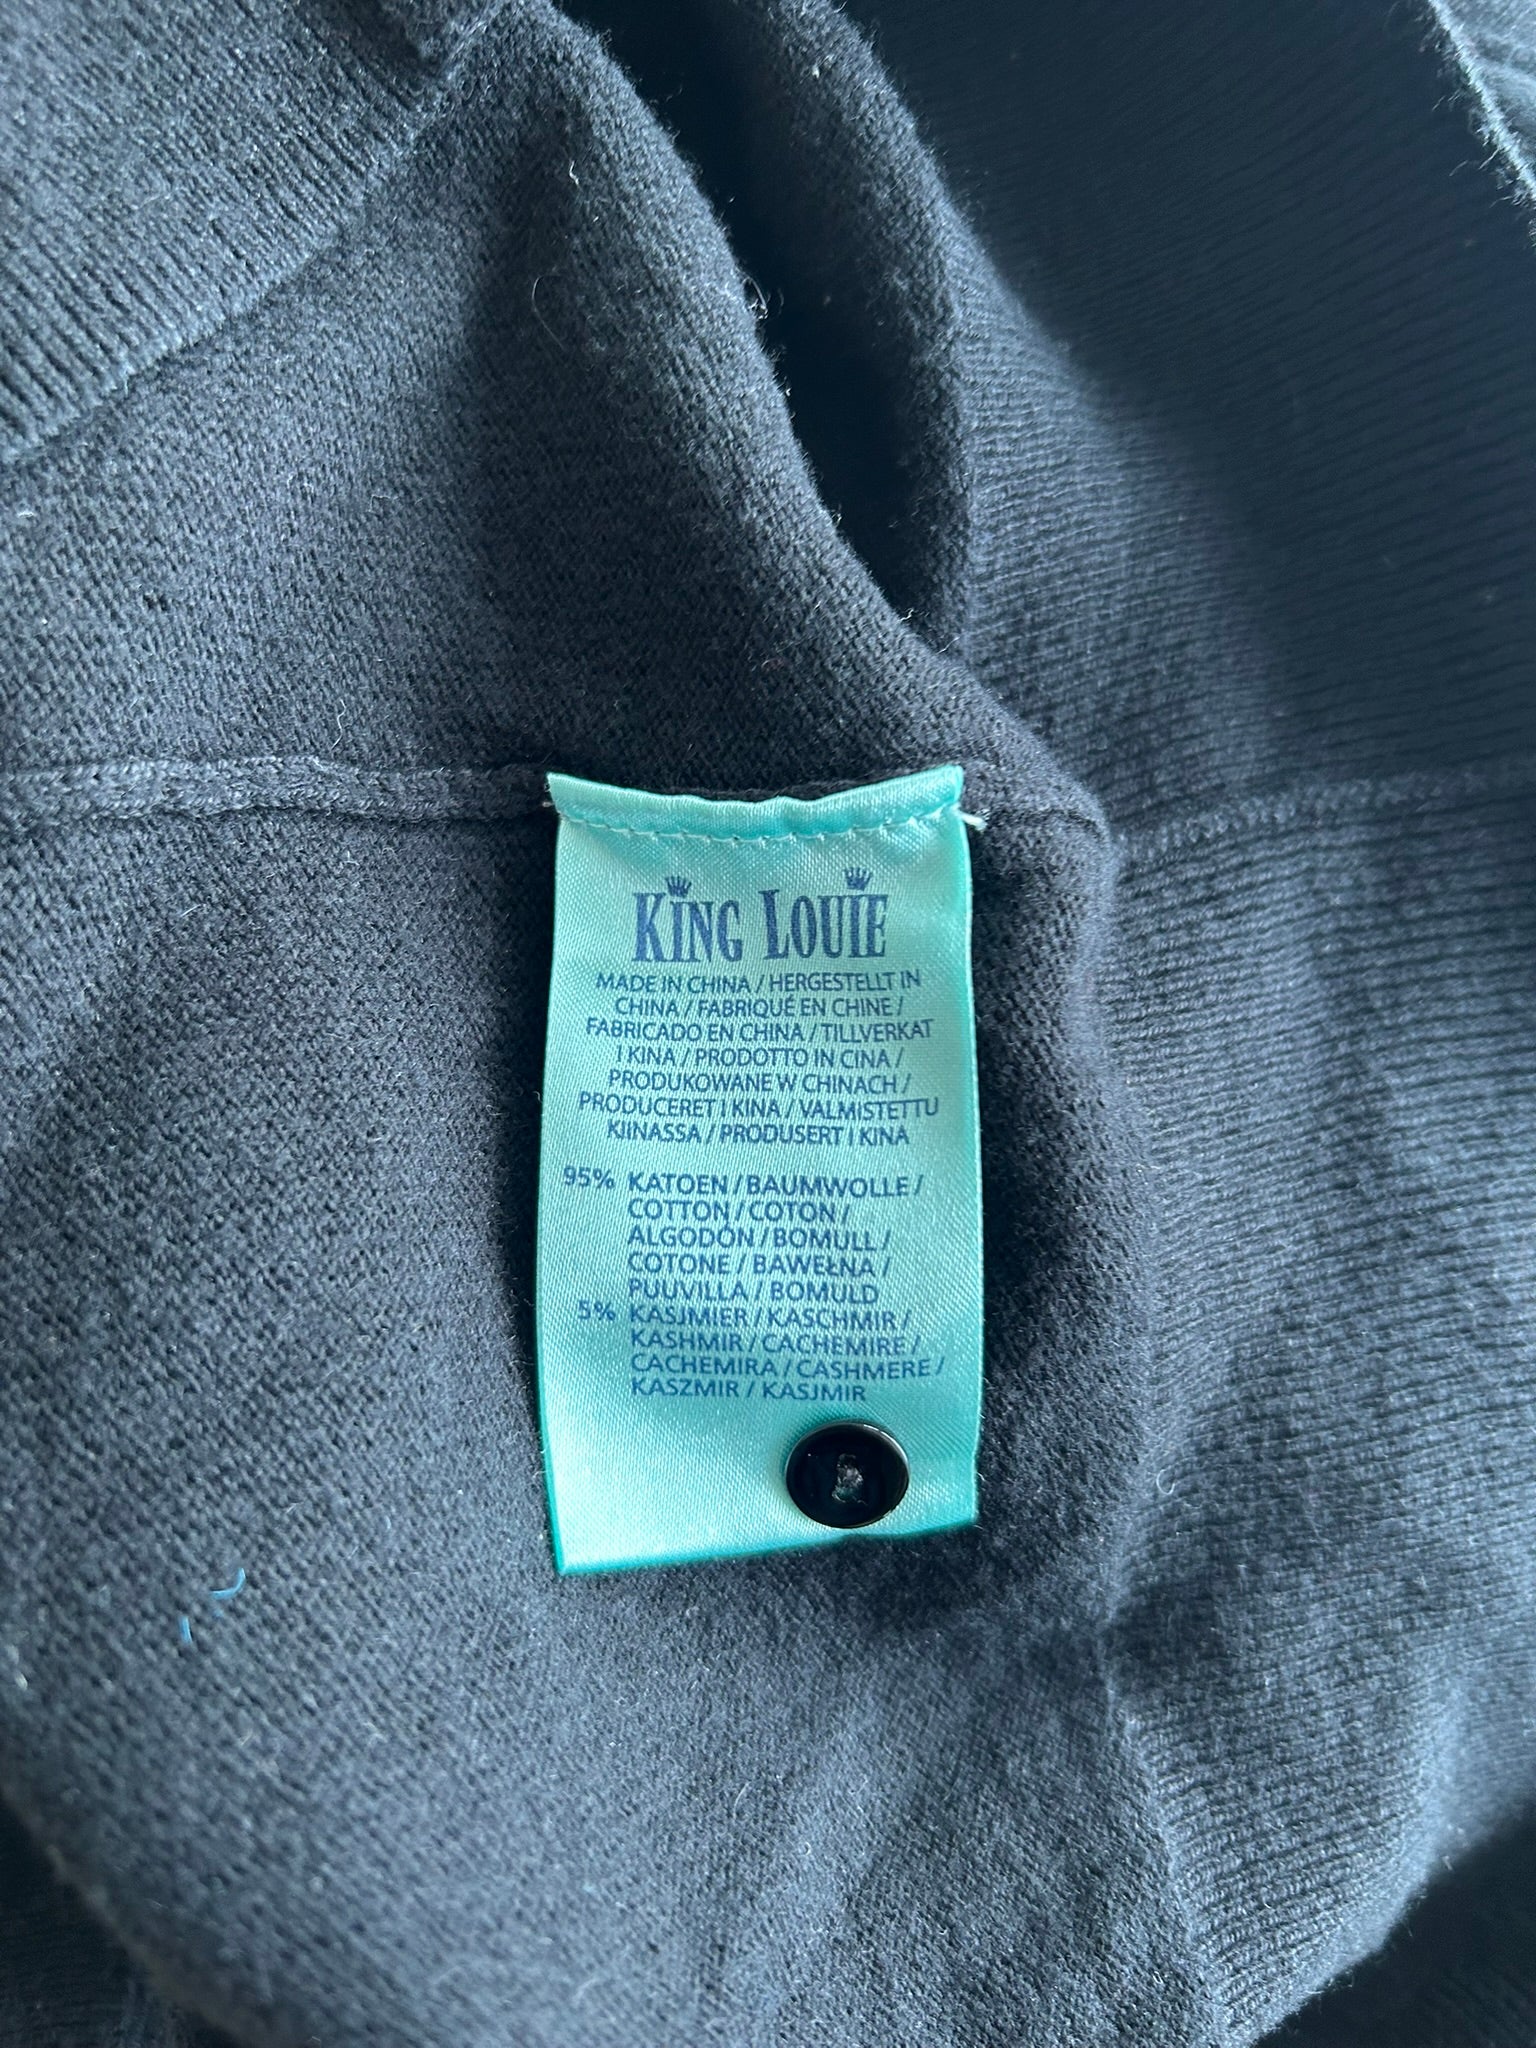 KING LOUIE
MADE IN CHINA / HERGESTELLT IN
CHINA / FABRIQUÉ EN CHINE /
FABRICADO EN CHINA / TILLVERKAT
I KINA / PRODOTTO IN CINA /
PRODUKOWANE W CHINACH /
PRODUCERET I KINA / VALMISTETTU
KIINASSA / PRODUSERT I KINA
95% KATOEN / BAUMWOLLE /
COTTON / COTON /
ALGODÓN / BOMULL /
COTONE / BAWEŁNA /
PUUVILLA / BOMULD
5% KASJMIER / KASCHMIR /
KASHMIR / CACHEMIRE /
CACHEMIRA / CASHMERE /
KASZMIR / KASJMIR